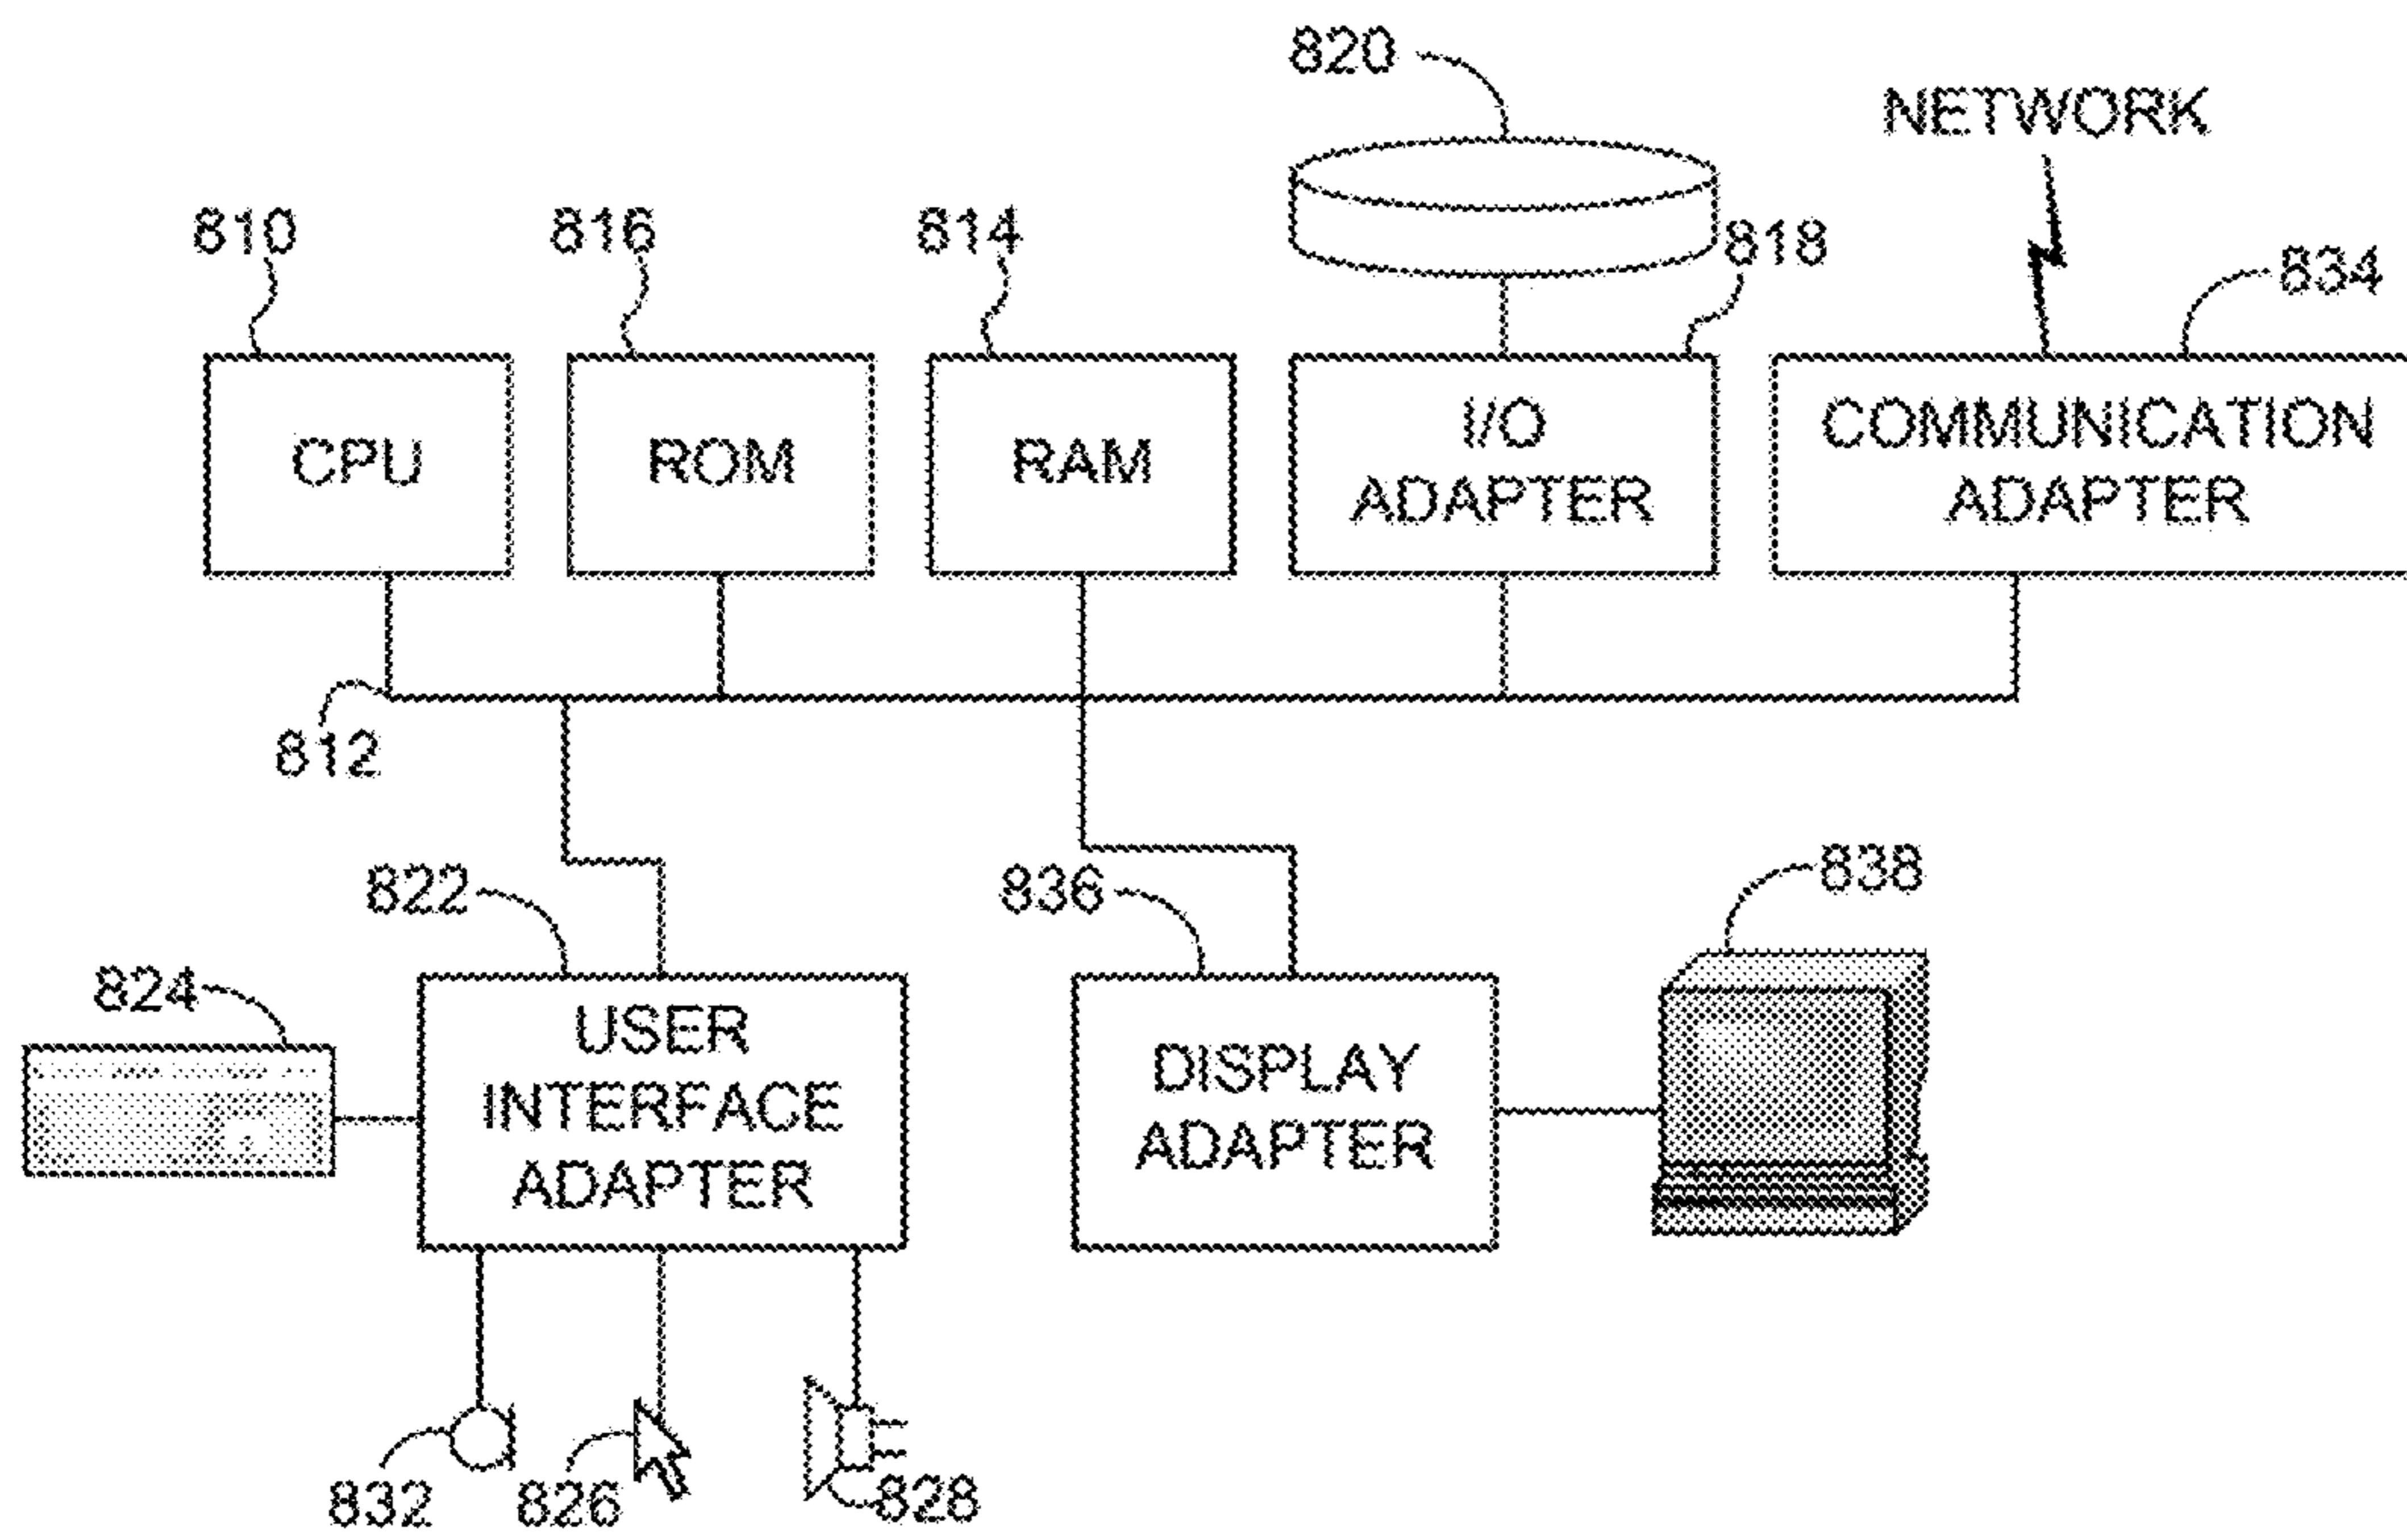 820
NETWORK
810
816
814
818
834
CPU
ROM
RAM
I/O
ADAPTER
COMMUNICATION
ADAPTER
812
822
836
838
824
USER
INTERFACE
ADAPTER
DISPLAY
ADAPTER
832
826
828